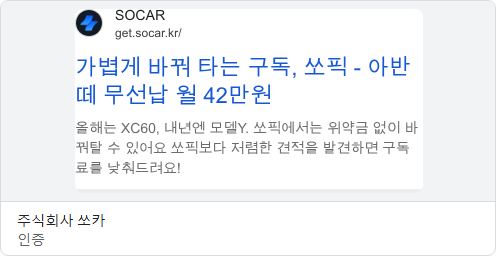 SOCAR
get.socar.kr/
가볍게 바꿔 타는 구독, 쏘픽 - 아반
떼 무선납 월 42만원
올해는 XC60, 내년엔 모델Y. 쏘픽에서는 위약금 없이 바
꿔탈 수 있어요 쏘픽보다 저렴한 견적을 발견하면 구독
료를 낮춰드려요!
주식회사 쏘카
인증